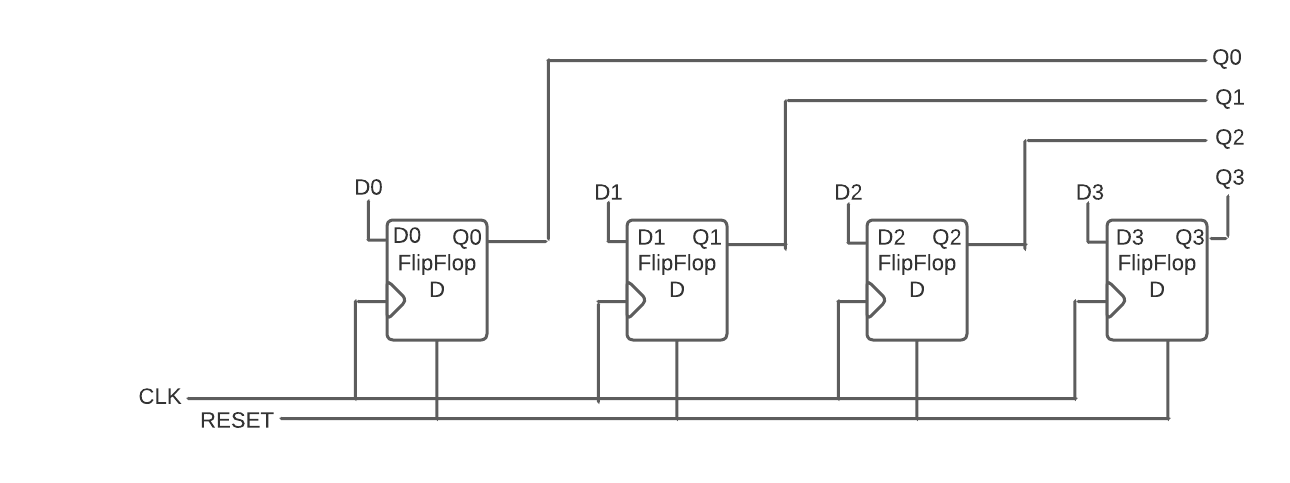 Q0
Q1
Q2
Q3
D0
D1
D2
D3
D0 Q0
FlipFlop
D
D1 Q1
FlipFlop
D
D2 Q2
FlipFlop
D
D3 Q3
FlipFlop
D
CLK
RESET